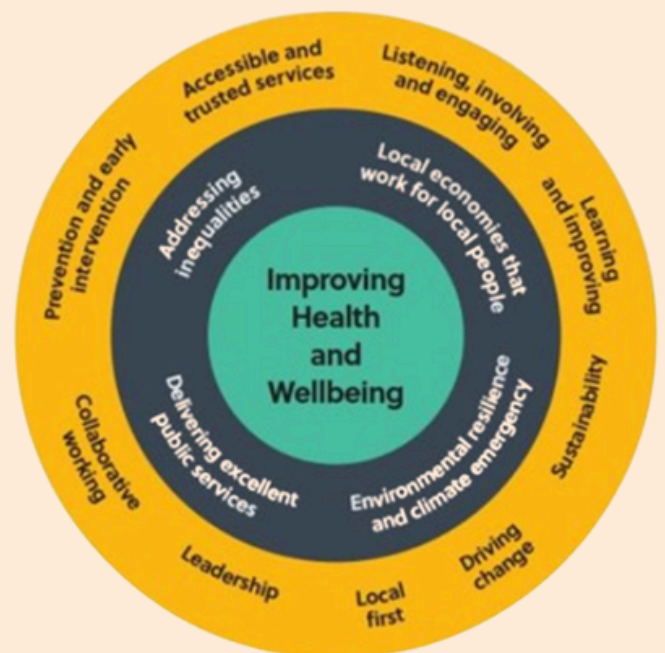 Accessible and
trusted services
Listening, involving
and engaging
Learning
and improving
Sustainability
Driving
change
Local
first
Leadership
Collaborative
working
Prevention and early
intervention
Addressing
inequalities
Local economies that
work for local people
Environmental resilience
and climate emergency
Delivering excellent
public services
Improving
Health
and
Wellbeing